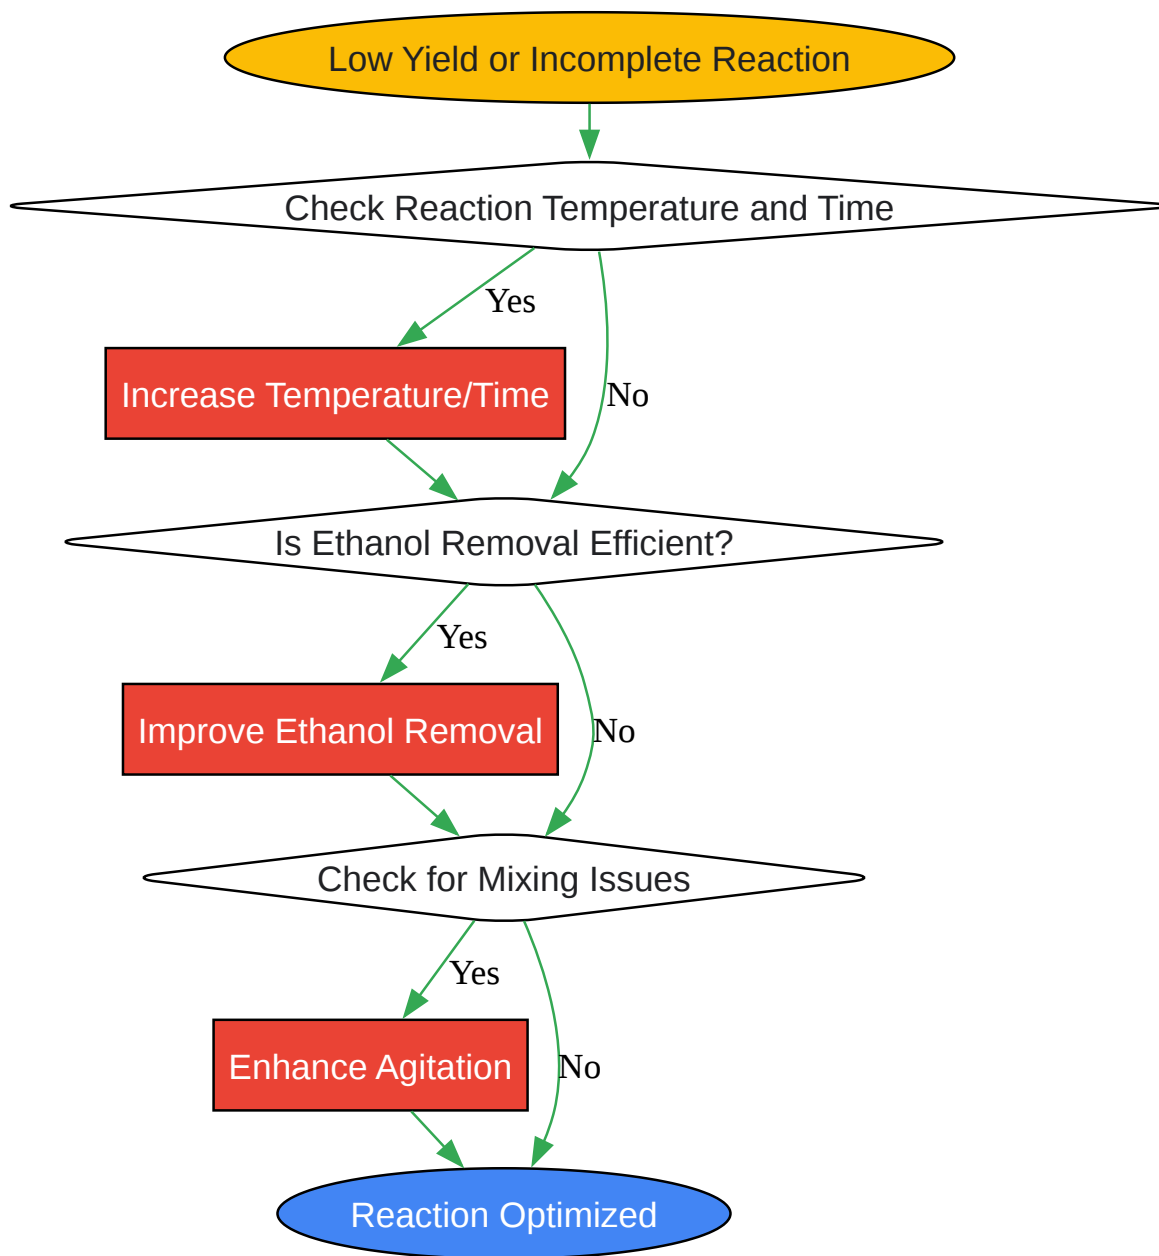 Low Yield or Incomplete Reaction
Check Reaction Temperature and Time
Yes
Increase Temperature/Time
No
Is Ethanol Removal Efficient?
Yes
Improve Ethanol Removal
No
Check for Mixing Issues
Yes
Enhance Agitation
No
Reaction Optimized